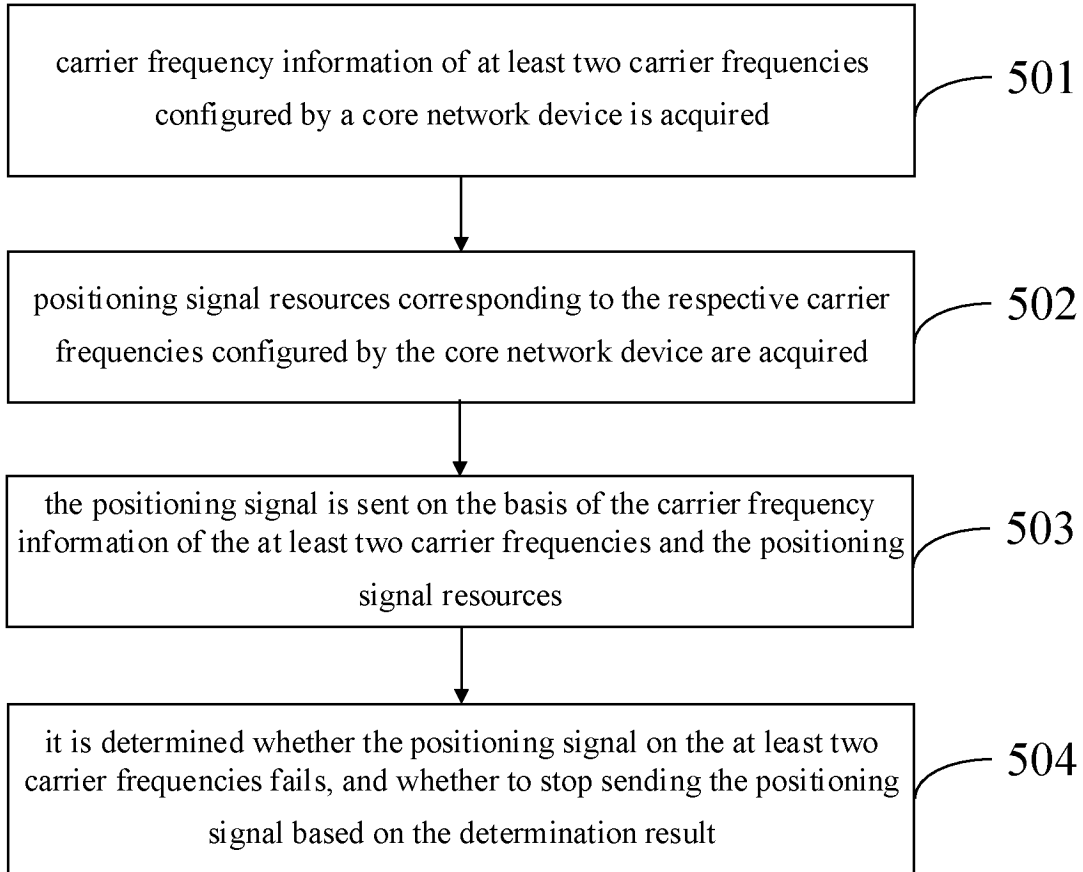 carrier frequency information of at least two carrier frequencies
configured by a core network device is acquired
501
positioning signal resources corresponding to the respective carrier
frequencies configured by the core network device are acquired
502
the positioning signal is sent on the basis of the carrier frequency
information of the at least two carrier frequencies and the positioning
signal resources
503
it is determined whether the positioning signal on the at least two
carrier frequencies fails, and whether to stop sending the positioning
signal based on the determination result
504